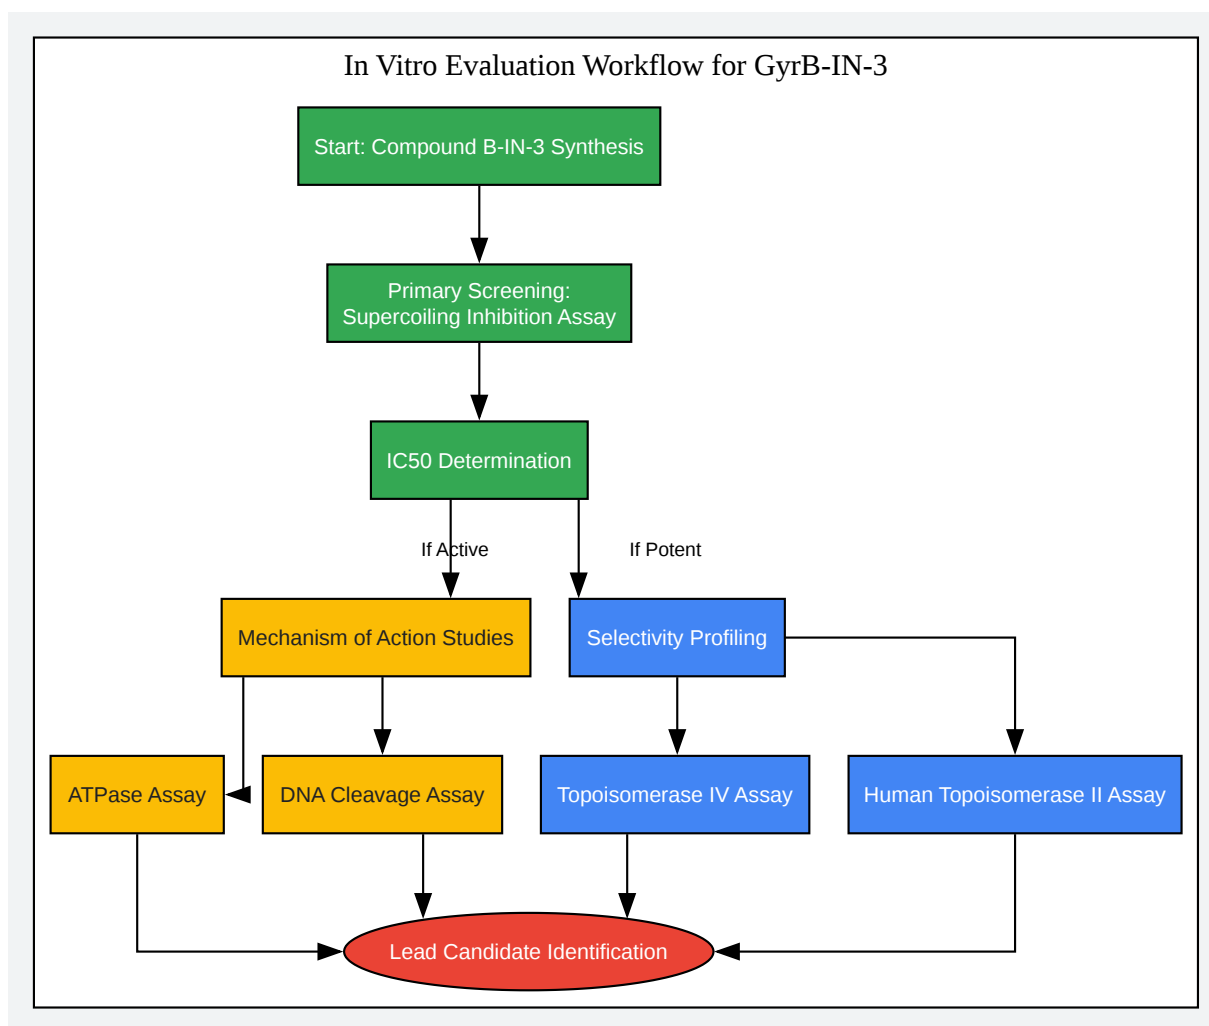 In Vitro Evaluation Workflow for GyrB-IN-3
Start: Compound B-IN-3 Synthesis
Primary Screening:
Supercoiling Inhibition Assay
IC50 Determination
If Active
If Potent
Mechanism of Action Studies
Selectivity Profiling
ATPase Assay
DNA Cleavage Assay
Topoisomerase IV Assay
Human Topoisomerase II Assay
Lead Candidate Identification